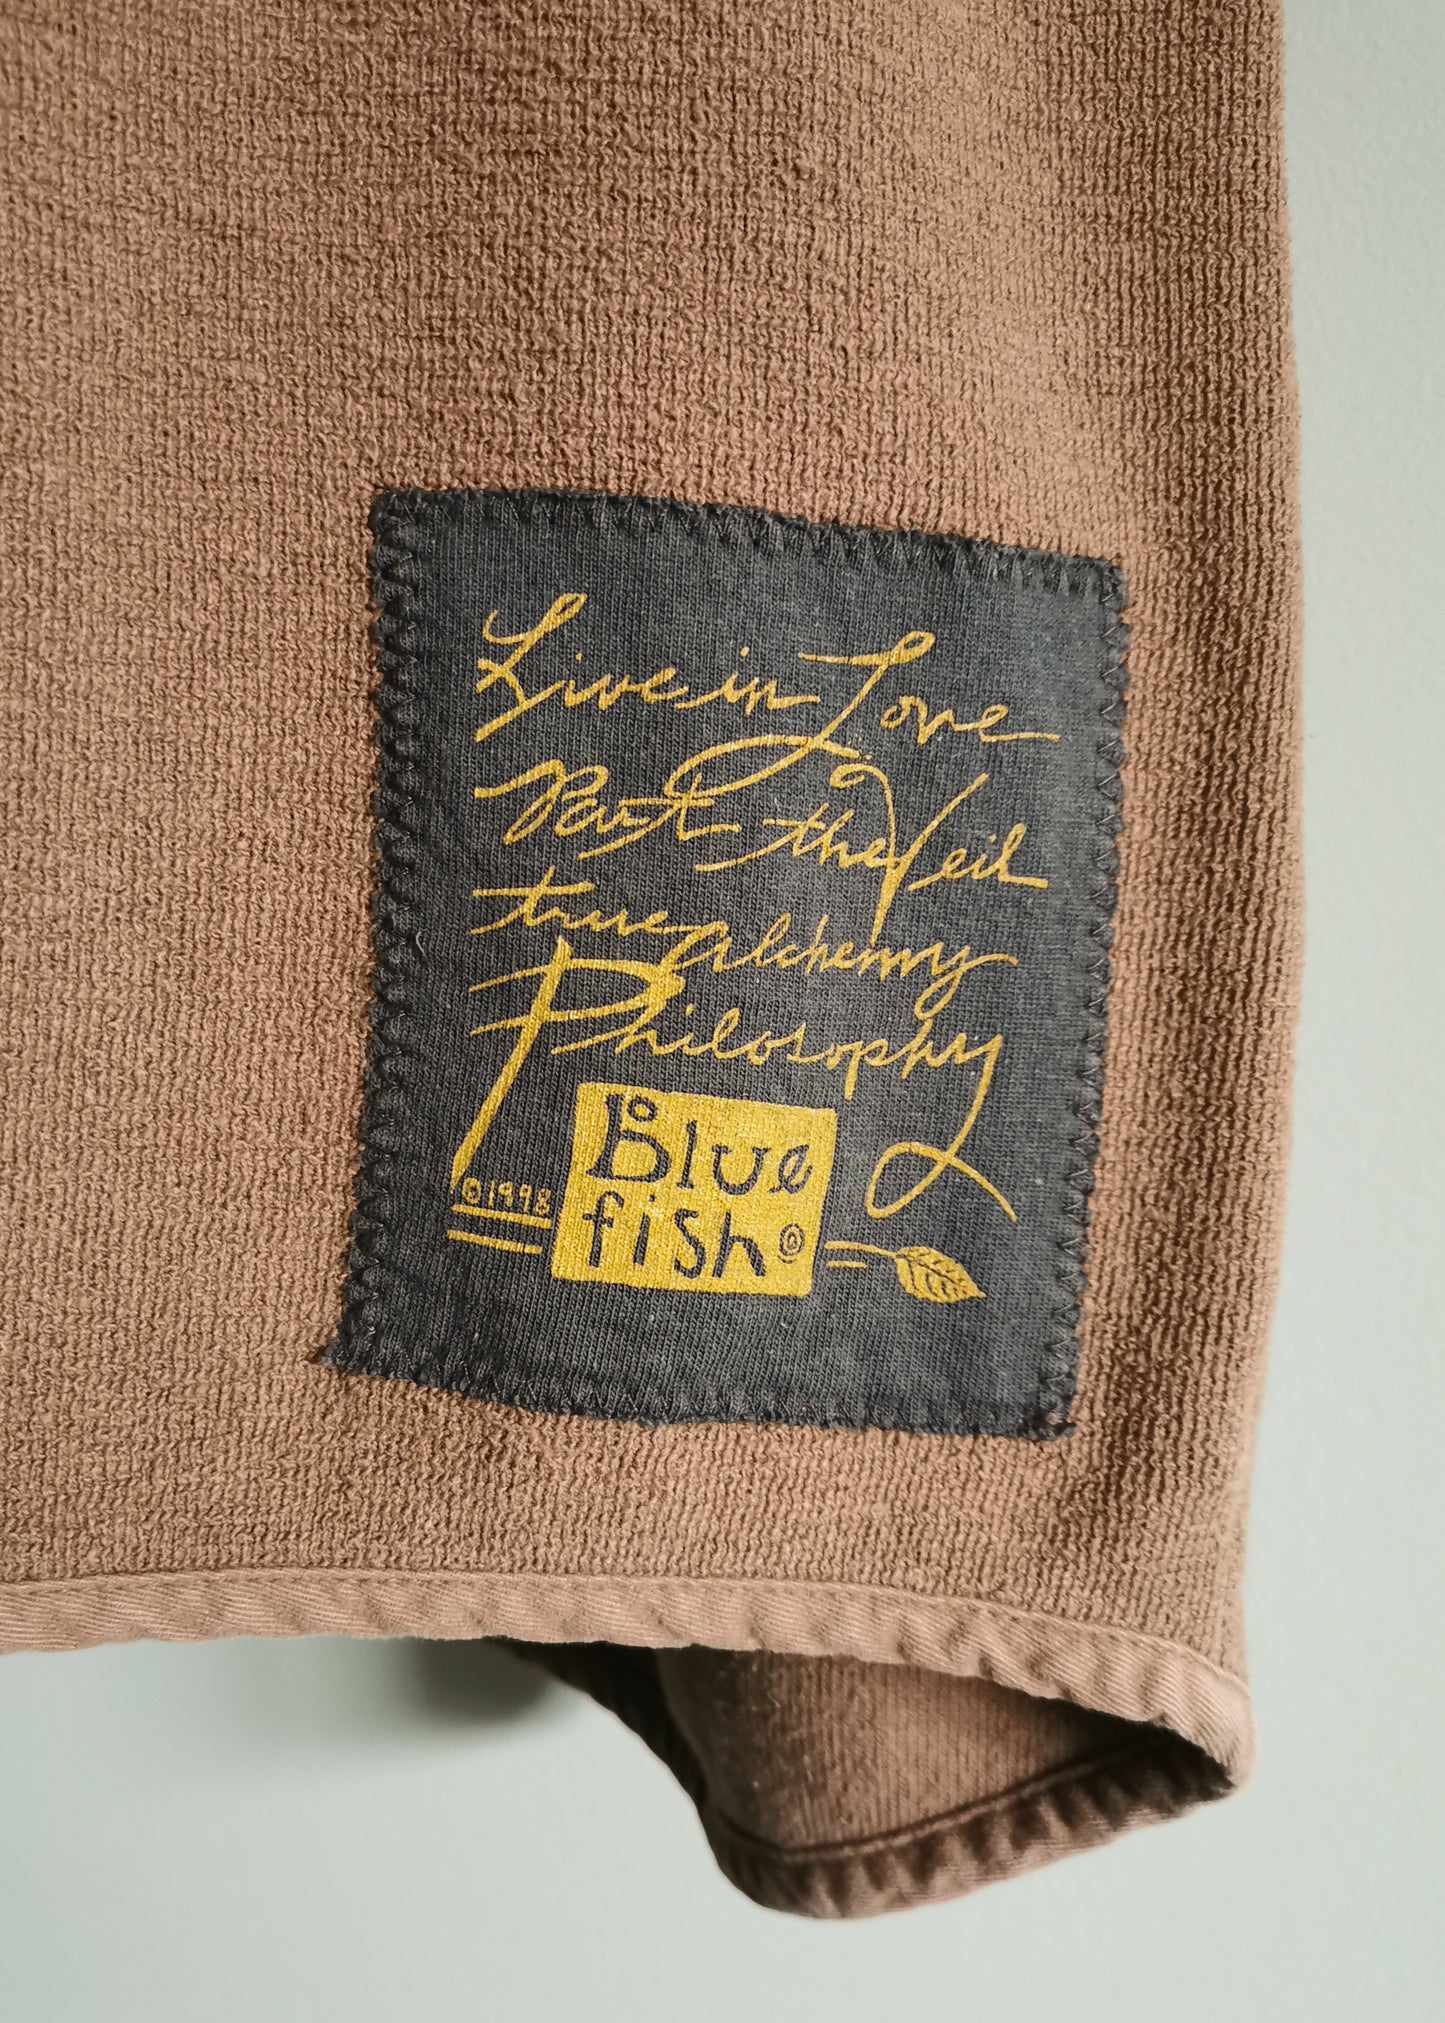 Live in Love
Part the Veil
true Alchemy
Philosophy
©1998
Blue
fish©